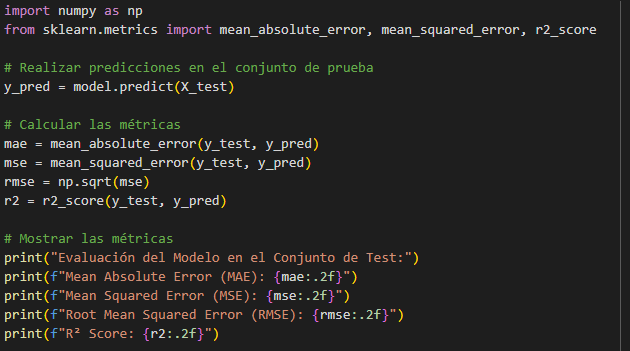 import numpy as np
from sklearn.metrics import mean_absolute_error, mean_squared_error, r2_score
# Realizar predicciones en el conjunto de prueba
y_pred = model.predict(X_test)
# Calcular las métricas
mae = mean_absolute_error(y_test, y_pred)
mse = mean_squared_error(y_test, y_pred)
rmse = np.sqrt(mse)
r2 = r2_score(y_test, y_pred)
# Mostrar las métricas
print("Evaluación del Modelo en el Conjunto de Test:")
print(f"Mean Absolute Error (MAE): {mae:.2f}")
print(f"Mean Squared Error (MSE): {mse:.2f}")
print(f"Root Mean Squared Error (RMSE): {rmse:.2f}")
print(f"R² Score: {r2:.2f}")